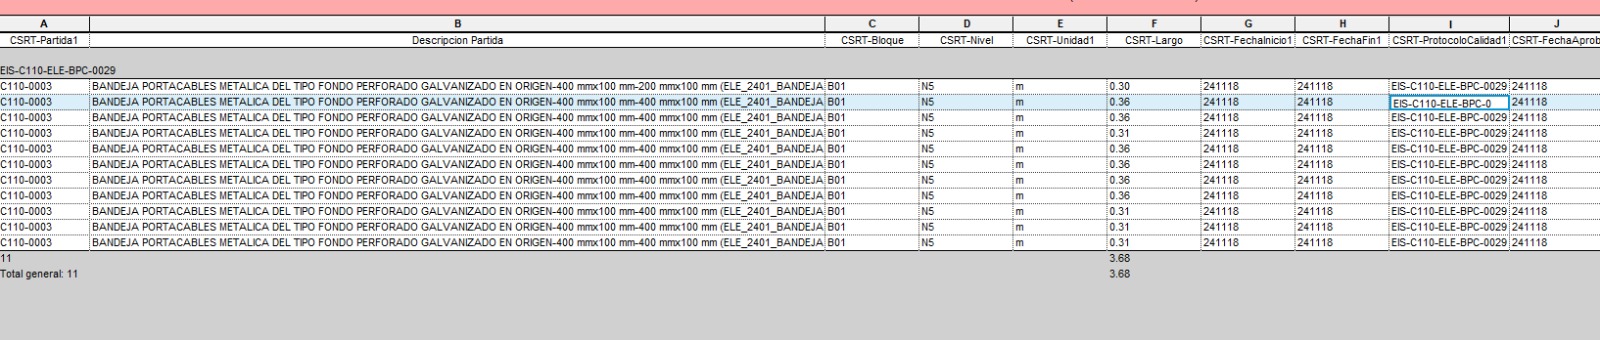 A B C D E F G H I J
CSRT-Partida1 Descripcion Partida CSRT-Bloque CSRT-Nivel CSRT-Unidad1 CSRT-Largo CSRT-FechaInicio1 CSRT-FechaFin1 CSRT-ProtocoloCalidad1 CSRT-FechaAprob
EIS-C110-ELE-BPC-0029
C110-0003 BANDEJA PORTACABLES METALICA DEL TIPO FONDO PERFORADO GALVANIZADO EN ORIGEN-400 mmx100 mm-200 mmx100 mm (ELE_2401_BANDEJA B01 N5 m 0.30 241118 241118 EIS-C110-ELE-BPC-0029 241118
C110-0003 BANDEJA PORTACABLES METALICA DEL TIPO FONDO PERFORADO GALVANIZADO EN ORIGEN-400 mmx100 mm-400 mmx100 mm (ELE_2401_BANDEJA B01 N5 m 0.36 241118 241118 EIS-C110-ELE-BPC-0 241118
C110-0003 BANDEJA PORTACABLES METALICA DEL TIPO FONDO PERFORADO GALVANIZADO EN ORIGEN-400 mmx100 mm-400 mmx100 mm (ELE_2401_BANDEJA B01 N5 m 0.36 241118 241118 EIS-C110-ELE-BPC-0029 241118
C110-0003 BANDEJA PORTACABLES METALICA DEL TIPO FONDO PERFORADO GALVANIZADO EN ORIGEN-400 mmx100 mm-400 mmx100 mm (ELE_2401_BANDEJA B01 N5 m 0.31 241118 241118 EIS-C110-ELE-BPC-0029 241118
C110-0003 BANDEJA PORTACABLES METALICA DEL TIPO FONDO PERFORADO GALVANIZADO EN ORIGEN-400 mmx100 mm-400 mmx100 mm (ELE_2401_BANDEJA B01 N5 m 0.36 241118 241118 EIS-C110-ELE-BPC-0029 241118
C110-0003 BANDEJA PORTACABLES METALICA DEL TIPO FONDO PERFORADO GALVANIZADO EN ORIGEN-400 mmx100 mm-400 mmx100 mm (ELE_2401_BANDEJA B01 N5 m 0.36 241118 241118 EIS-C110-ELE-BPC-0029 241118
C110-0003 BANDEJA PORTACABLES METALICA DEL TIPO FONDO PERFORADO GALVANIZADO EN ORIGEN-400 mmx100 mm-400 mmx100 mm (ELE_2401_BANDEJA B01 N5 m 0.36 241118 241118 EIS-C110-ELE-BPC-0029 241118
C110-0003 BANDEJA PORTACABLES METALICA DEL TIPO FONDO PERFORADO GALVANIZADO EN ORIGEN-400 mmx100 mm-400 mmx100 mm (ELE_2401_BANDEJA B01 N5 m 0.36 241118 241118 EIS-C110-ELE-BPC-0029 241118
C110-0003 BANDEJA PORTACABLES METALICA DEL TIPO FONDO PERFORADO GALVANIZADO EN ORIGEN-400 mmx100 mm-400 mmx100 mm (ELE_2401_BANDEJA B01 N5 m 0.31 241118 241118 EIS-C110-ELE-BPC-0029 241118
C110-0003 BANDEJA PORTACABLES METALICA DEL TIPO FONDO PERFORADO GALVANIZADO EN ORIGEN-400 mmx100 mm-400 mmx100 mm (ELE_2401_BANDEJA B01 N5 m 0.31 241118 241118 EIS-C110-ELE-BPC-0029 241118
C110-0003 BANDEJA PORTACABLES METALICA DEL TIPO FONDO PERFORADO GALVANIZADO EN ORIGEN-400 mmx100 mm-400 mmx100 mm (ELE_2401_BANDEJA B01 N5 m 0.31 241118 241118 EIS-C110-ELE-BPC-0029 241118
11 3.68
Total general: 11 3.68